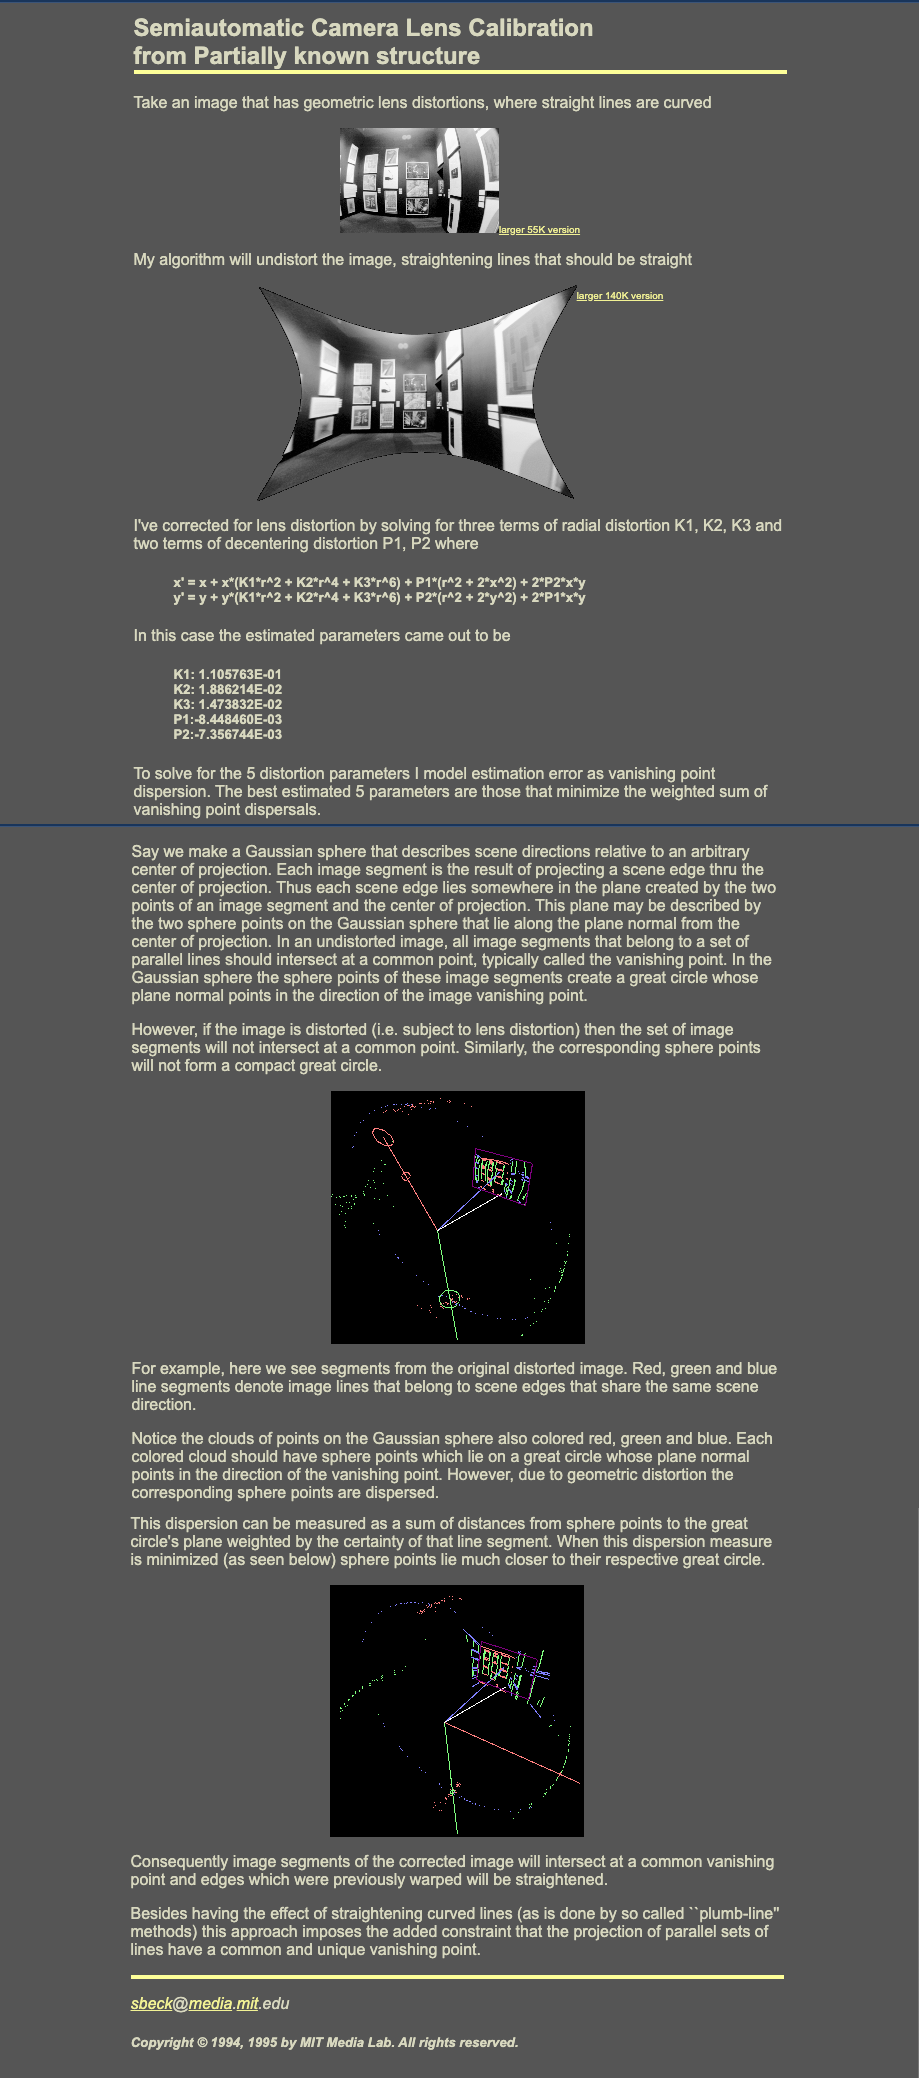 Semiautomatic Camera Lens Calibration
from Partially known structure
Take an image that has geometric lens distortions, where straight lines are curved
larger 55K version
My algorithm will undistort the image, straightening lines that should be straight
larger 140K version
I've corrected for lens distortion by solving for three terms of radial distortion K1, K2, K3 and
two terms of decentering distortion P1, P2 where
x' = x + x*(K1*r^2 + K2*r^4 + K3*r^6) + P1*(r^2 + 2*x^2) + 2*P2*x*y
y' = y + y*(K1*r^2 + K2*r^4 + K3*r^6) + P2*(r^2 + 2*y^2) + 2*P1*x*y
In this case the estimated parameters came out to be
K1: 1.105763E-01
K2: 1.886214E-02
K3: 1.473832E-02
P1:-8.448460E-03
P2:-7.356744E-03
To solve for the 5 distortion parameters I model estimation error as vanishing point
dispersion. The best estimated 5 parameters are those that minimize the weighted sum of
vanishing point dispersals.
Say we make a Gaussian sphere that describes scene directions relative to an arbitrary
center of projection. Each image segment is the result of projecting a scene edge thru the
center of projection. Thus each scene edge lies somewhere in the plane created by the two
points of an image segment and the center of projection. This plane may be described by
the two sphere points on the Gaussian sphere that lie along the plane normal from the
center of projection. In an undistorted image, all image segments that belong to a set of
parallel lines should intersect at a common point, typically called the vanishing point. In the
Gaussian sphere the sphere points of these image segments create a great circle whose
plane normal points in the direction of the image vanishing point.
However, if the image is distorted (i.e. subject to lens distortion) then the set of image
segments will not intersect at a common point. Similarly, the corresponding sphere points
will not form a compact great circle.
For example, here we see segments from the original distorted image. Red, green and blue
line segments denote image lines that belong to scene edges that share the same scene
direction.
Notice the clouds of points on the Gaussian sphere also colored red, green and blue. Each
colored cloud should have sphere points which lie on a great circle whose plane normal
points in the direction of the vanishing point. However, due to geometric distortion the
corresponding sphere points are dispersed.
This dispersion can be measured as a sum of distances from sphere points to the great
circle's plane weighted by the certainty of that line segment. When this dispersion measure
is minimized (as seen below) sphere points lie much closer to their respective great circle.
Consequently image segments of the corrected image will intersect at a common vanishing
point and edges which were previously warped will be straightened.
Besides having the effect of straightening curved lines (as is done by so called ``plumb-line''
methods) this approach imposes the added constraint that the projection of parallel sets of
lines have a common and unique vanishing point.
sbeck@media.mit.edu
Copyright © 1994, 1995 by MIT Media Lab. All rights reserved.